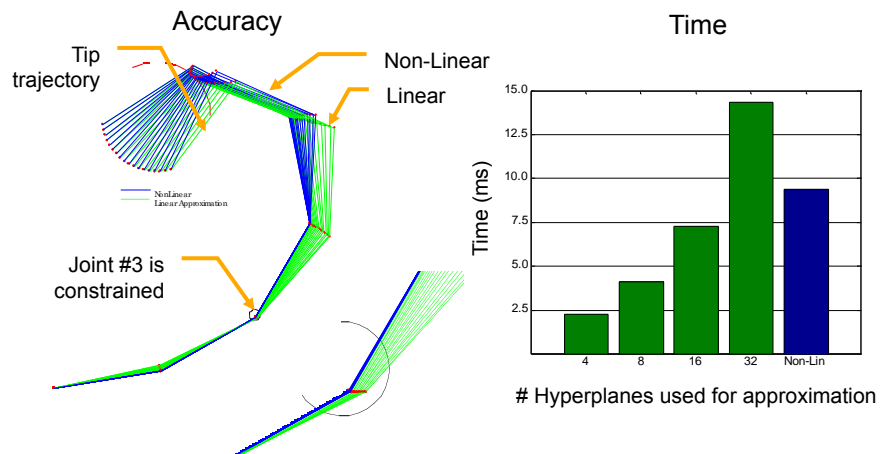 Accuracy
Tip
trajectory
Non-Linear
Linear
NonLinear
Linear Approximation
Joint #3 is
constrained
Time
Time (ms)
15.0
12.5
10.0
7.5
5.0
2.5
4 8 16 32 Non-Lin
# Hyperplanes used for approximation